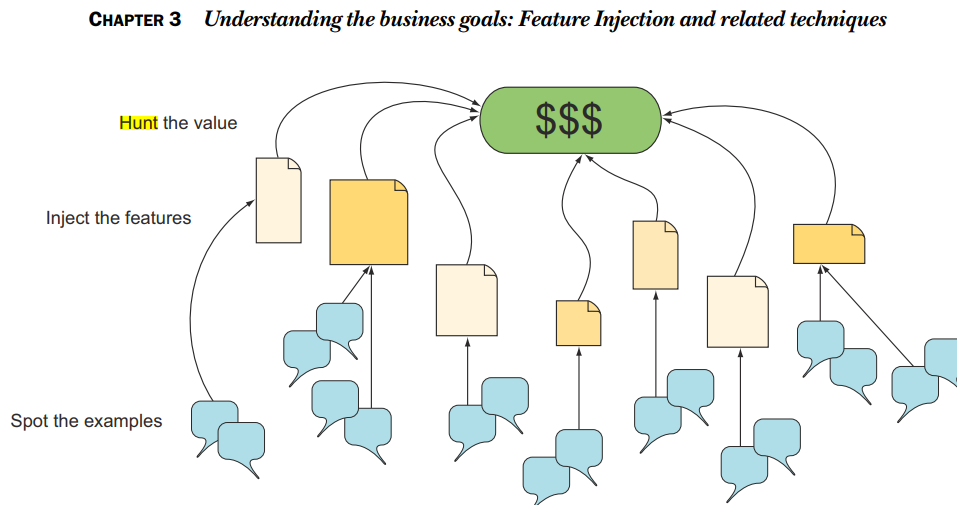 CHAPTER 3 Understanding the business goals: Feature Injection and related techniques
$$$
Hunt the value
Inject the features
Spot the examples